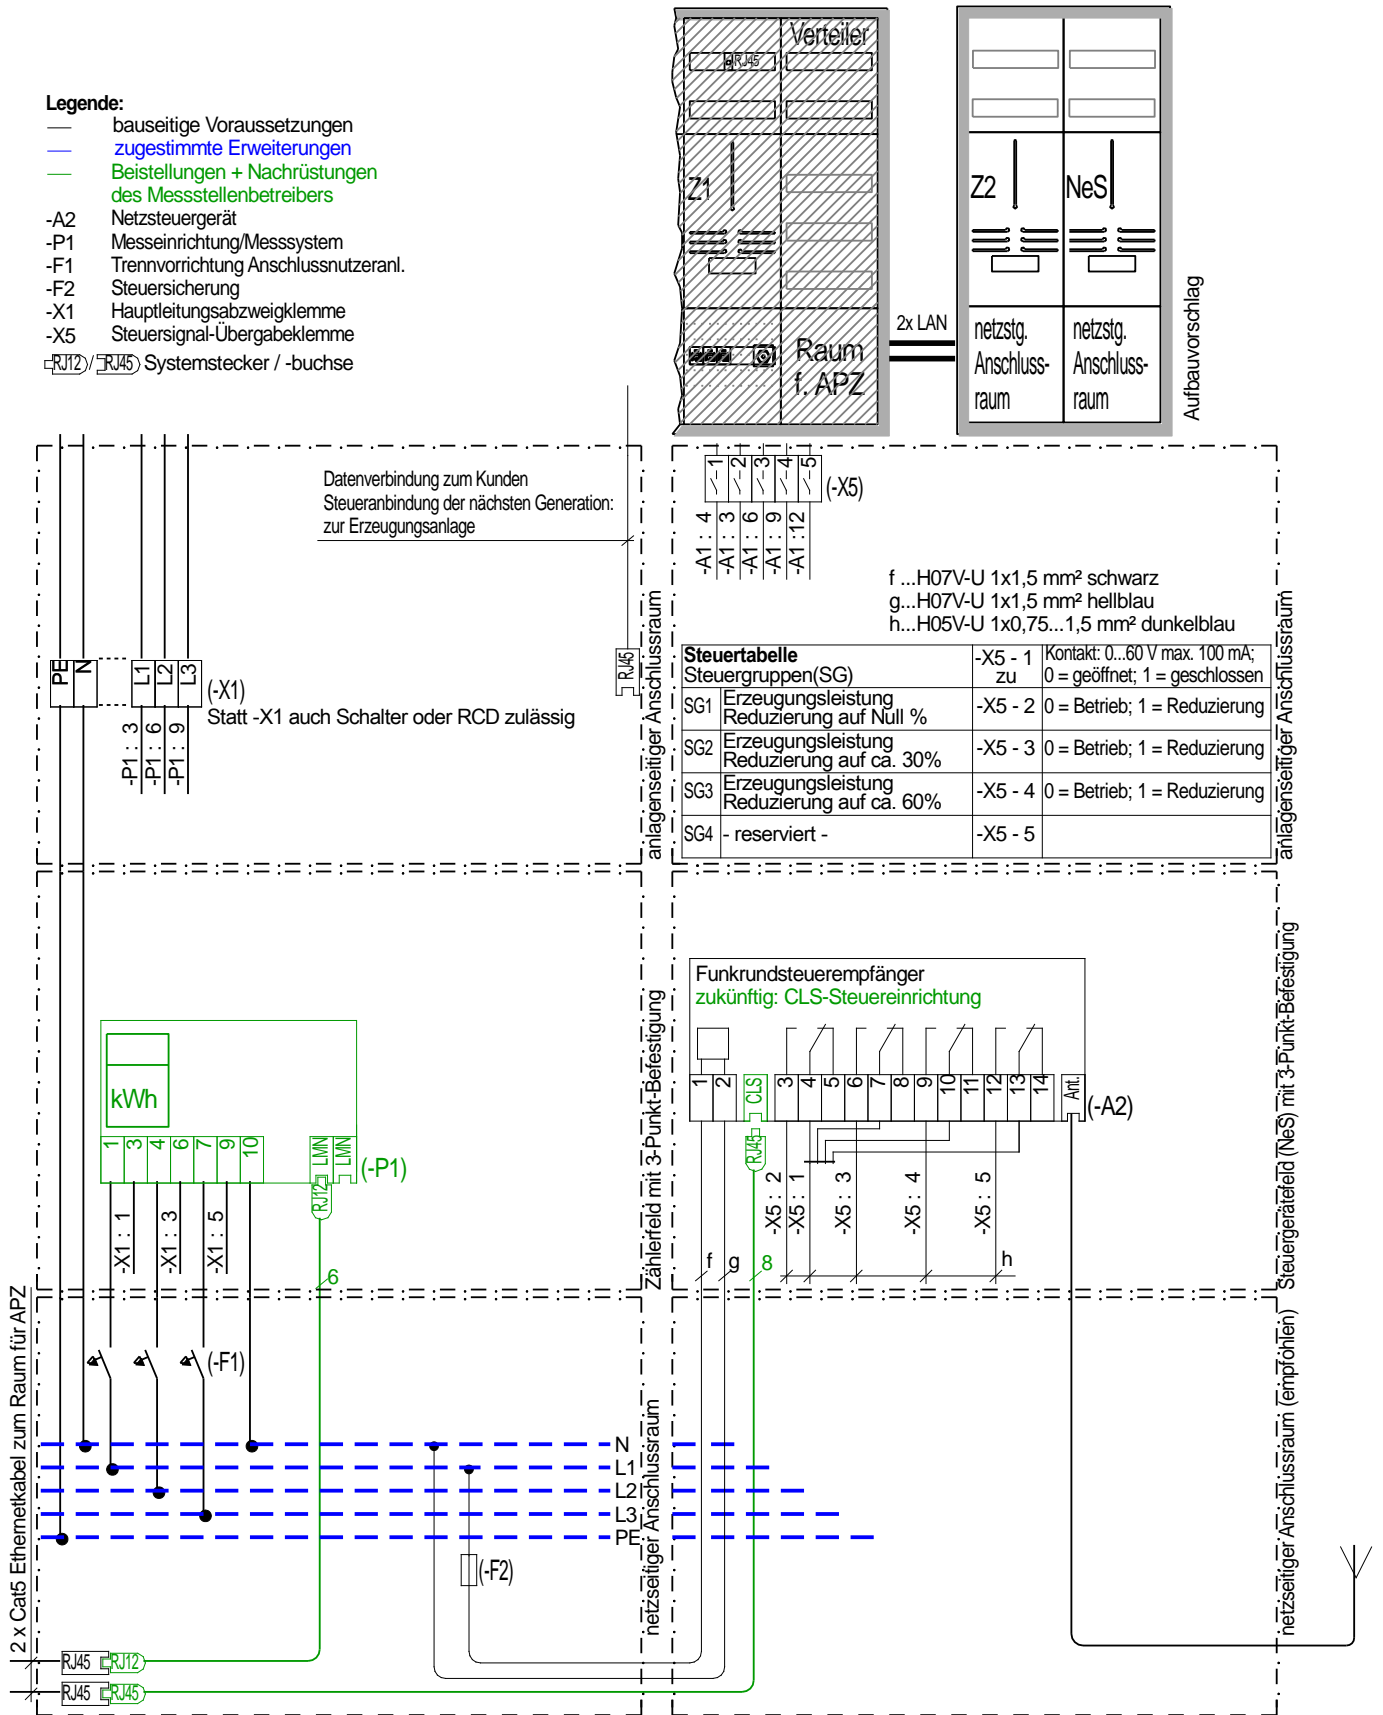 Legende:
bauseitige Voraussetzungen
zugestimmte Erweiterungen
Beistellungen + Nachrüstungen
des Messstellenbetreibers
-A2 Netzsteuergerät
-P1 Messeinrichtung/Messsystem
-F1 Trennvorrichtung Anschlussnutzeranl.
-F2 Steuersicherung
-X1 Hauptleitungsabzweigklemme
-X5 Steuersignal-Übergabeklemme
RJ12 / RJ45 Systemstecker / -buchse
Verteiler
RJ45
Z1
Raum
f. APZ
2x LAN
Z2
NeS
netzstg.
Anschluss-
raum
netzstg.
Anschluss-
raum
Aufbauvorschlag
Datenverbindung zum Kunden
Steueranbindung der nächsten Generation:
zur Erzeugungsanlage
RJ45
PE N L1 L2 L3
(-X1)
Statt -X1 auch Schalter oder RCD zulässig
-P1 : 3
-P1 : 6
-P1 : 9
anlagenseitiger Anschlussraum
1 2 3 4 5
(-X5)
-A1 : 4
-A1 : 3
-A1 : 6
-A1 : 9
-A1 :12
f ...H07V-U 1x1,5 mm² schwarz
g...H07V-U 1x1,5 mm² hellblau
h...H05V-U 1x0,75...1,5 mm² dunkelblau
Steuertabelle
Steuergruppen(SG)
-X5 - 1
zu
Kontakt: 0...60 V max. 100 mA;
0 = geöffnet; 1 = geschlossen
SG1 Erzeugungsleistung
Reduzierung auf Null %
-X5 - 2
0 = Betrieb; 1 = Reduzierung
SG2 Erzeugungsleistung
Reduzierung auf ca. 30%
-X5 - 3
0 = Betrieb; 1 = Reduzierung
SG3 Erzeugungsleistung
Reduzierung auf ca. 60%
-X5 - 4
0 = Betrieb; 1 = Reduzierung
SG4 - reserviert -
-X5 - 5
anlagenseitiger Anschlussraum
kWh
1 3 4 6 7 9 10
LMN
LMN
(-P1)
RJ12
-X1 : 1
-X1 : 3
-X1 : 5
6
Zählerfeld mit 3-Punkt-Befestigung
Funkrundsteuerempfänger
zukünftig: CLS-Steuereinrichtung
1 2 CLS 3 4 5 6 7 8 9 10 11 12 13 14 Ant.
(-A2)
RJ45
-X5 : 2
-X5 : 1
-X5 : 3
-X5 : 4
-X5 : 5
f g 8 h
Steuergerätefeld (NeS) mit 3-Punkt-Befestigung
2 x Cat5 Ethernetkabel zum Raum für APZ
(-F1)
N
L1
L2
L3
PE
(-F2)
netzseitiger Anschlussraum
netzseitiger Anschlussraum (empfohlen)
RJ45 RJ12
RJ45 RJ45